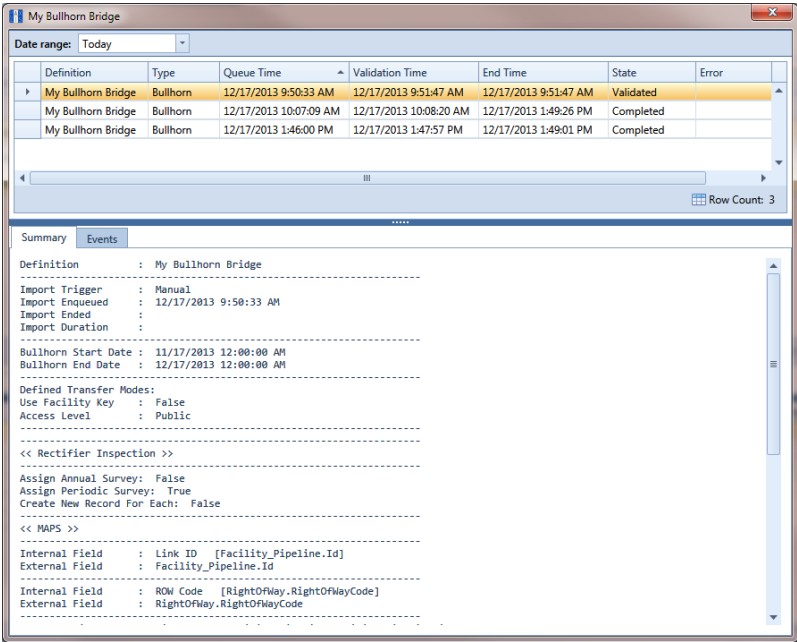 My Bullhorn Bridge
Date range: Today
Definition Type Queue Time Validation Time End Time State Error
My Bullhorn Bridge Bullhorn 12/17/2013 9:50:33 AM 12/17/2013 9:51:47 AM 12/17/2013 9:51:47 AM Validated
My Bullhorn Bridge Bullhorn 12/17/2013 10:07:09 AM 12/17/2013 10:08:20 AM 12/17/2013 1:49:26 PM Completed
My Bullhorn Bridge Bullhorn 12/17/2013 1:46:00 PM 12/17/2013 1:47:57 PM 12/17/2013 1:49:01 PM Completed
Row Count: 3
Summary Events
Definition : My Bullhorn Bridge
Import Trigger : Manual
Import Enqueued : 12/17/2013 9:50:33 AM
Import Ended :
Import Duration :
Bullhorn Start Date : 11/17/2013 12:00:00 AM
Bullhorn End Date : 12/17/2013 12:00:00 AM
Defined Transfer Modes:
Use Facility Key : False
Access Level : Public
<< Rectifier Inspection >>
Assign Annual Survey: False
Assign Periodic Survey: True
Create New Record For Each: False
<< MAPS >>
Internal Field : Link ID [Facility_Pipeline.Id]
External Field : Facility_Pipeline.Id
Internal Field : ROW Code [RightOfWay.RightOfWayCode]
External Field : RightOfWay.RightOfWayCode